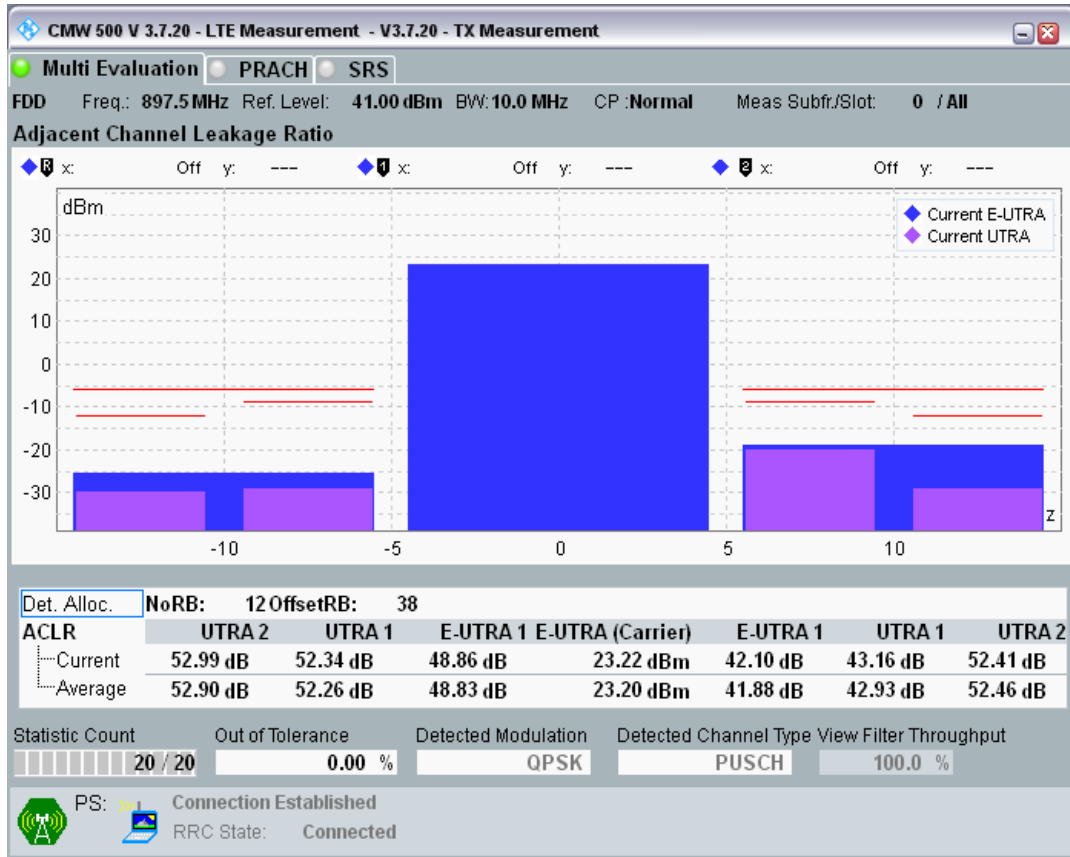 CMW 500 V 3.7.20 - LTE Measurement - V3.7.20 - TX Measurement
Multi Evaluation PRACH SRS
FDD Freq.: 897.5 MHz Ref. Level: 41.00 dBm BW: 10.0 MHz CP :Normal Meas Subfr./Slot: 0 / All
Adjacent Channel Leakage Ratio
R x: Off y: --- 1 x: Off y: --- 2 x: Off y: ---
dBm
Current E-UTRA
Current UTRA
30
20
10
0
-10
-20
-30
z
-10 -5 0 5 10
Det. Alloc. NoRB: 12 OffsetRB: 38
ACLR UTRA 2 UTRA 1 E-UTRA 1 E-UTRA (Carrier) E-UTRA 1 UTRA 1 UTRA 2
Current 52.99 dB 52.34 dB 48.86 dB 23.22 dBm 42.10 dB 43.16 dB 52.41 dB
Average 52.90 dB 52.26 dB 48.83 dB 23.20 dBm 41.88 dB 42.93 dB 52.46 dB
Statistic Count Out of Tolerance Detected Modulation Detected Channel Type View Filter Throughput
20 / 20 0.00 % QPSK PUSCH 100.0 %
PS: Connection Established
RRC State: Connected